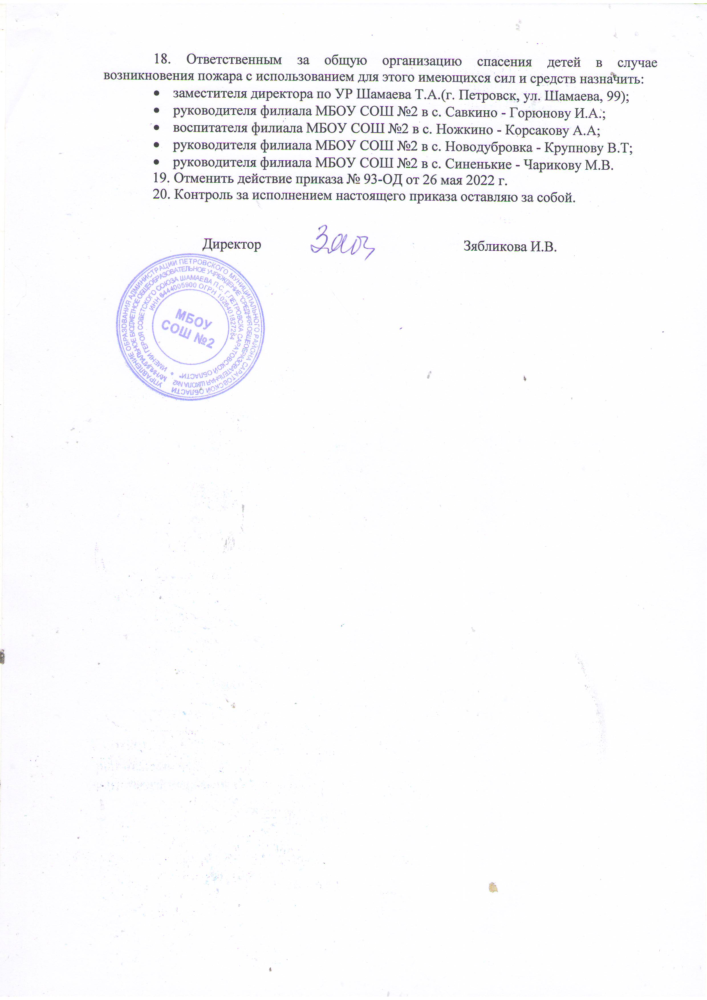 18. Ответственным за общую организацию спасения детей в случае
возникновения пожара с использованием для этого имеющихся сил и средств назначить:
• заместителя директора по УР Шамаева Т.А.(г. Петровск, ул. Шамаева, 99);
• руководителя филиала МБОУ СОШ №2 в с. Савкино - Горюнову И.А.;
• воспитателя филиала МБОУ СОШ №2 в с. Ножкино - Корсакову А.А;
• руководителя филиала МБОУ СОШ №2 в с. Новодубровка - Крупнову В.Т;
• руководителя филиала МБОУ СОШ №2 в с. Синенькие - Чарикову М.В.
19. Отменить действие приказа № 93-ОД от 26 мая 2022 г.
20. Контроль за исполнением настоящего приказа оставляю за собой.
Директор Зябликова И.В.
УПРАВЛЕНИЕ ОБРАЗОВАНИЯ АДМИНИСТРАЦИИ ПЕТРОВСКОГО МУНИЦИПАЛЬНОГО РАЙОНА САРАТОВСКОЙ ОБЛАСТИ
МУНИЦИПАЛЬНОЕ БЮДЖЕТНОЕ ОБЩЕОБРАЗОВАТЕЛЬНОЕ УЧРЕЖДЕНИЕ "СРЕДНЯЯ ОБЩЕОБРАЗОВАТЕЛЬНАЯ ШКОЛА №2
ИМЕНИ ГЕРОЯ СОВЕТСКОГО СОЮЗА ШАМАЕВА П.С. Г. ПЕТРОВСКА САРАТОВСКОЙ ОБЛАСТИ"
ИНН 6444005900 ОГРН 1026401827264
МБОУ
СОШ №2